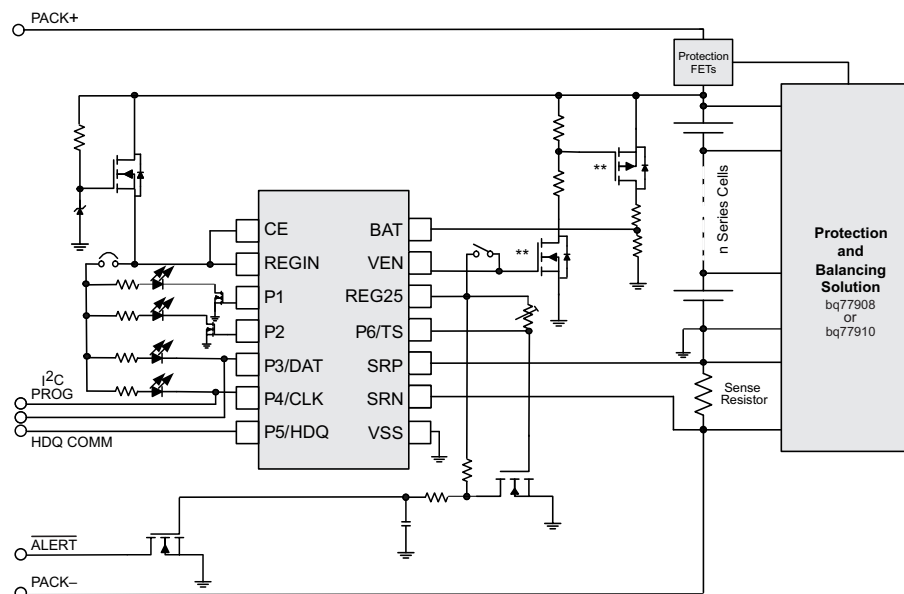 PACK+
Protection
FETs
**
**
n Series Cells
Protection
and
Balancing
Solution
bq77908
or
bq77910
CE
REGIN
P1
P2
P3/DAT
P4/CLK
P5/HDQ
BAT
VEN
REG25
P6/TS
SRP
SRN
VSS
I²C
PROG
HDQ COMM
Sense
Resistor
ALERT
PACK–